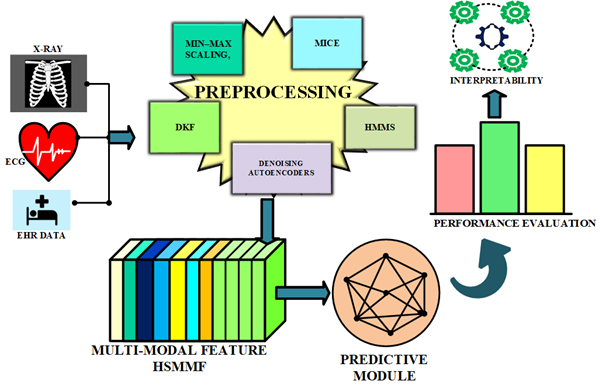 X-RAY
ECG
EHR DATA
MIN–MAX
SCALING,
MICE
PREPROCESSING
DKF
HMMS
DENOISING
AUTOENCODERS
INTERPRETABILITY
PERFORMANCE EVALUATION
MULTI-MODAL FEATURE
HSMMF
PREDICTIVE
MODULE